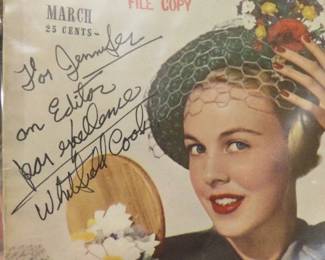 FILE COPY
MARCH
25 CENTS-
For Jennifer
an Editor
par excellence
Whitfield Cook